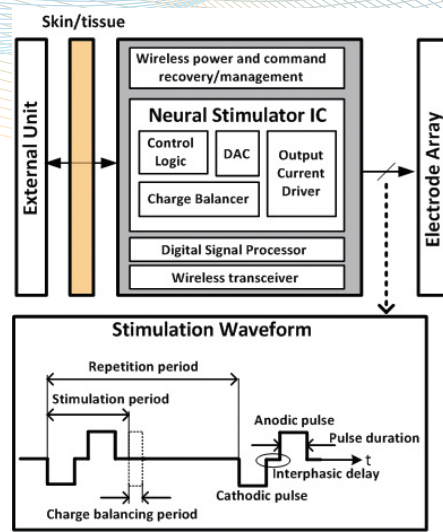 Skin/tissue
External Unit
Wireless power and command
recovery/management
Neural Stimulator IC
Control
Logic
DAC
Output
Current
Driver
Charge Balancer
Digital Signal Processor
Wireless transceiver
Electrode Array
Stimulation Waveform
Repetition period
Stimulation period
Anodic pulse
Pulse duration
t
Interphasic delay
Cathodic pulse
Charge balancing period